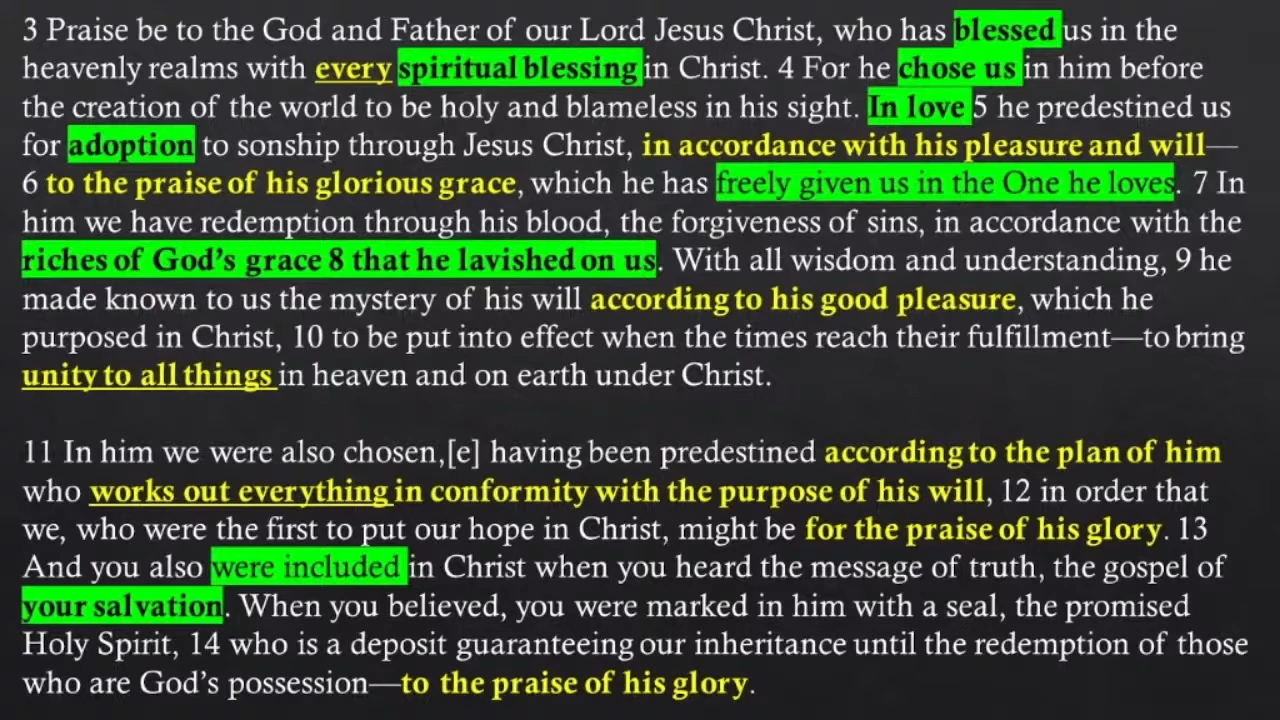 3 Praise be to the God and Father of our Lord Jesus Christ, who has blessed us in the
heavenly realms with every spiritual blessing in Christ. 4 For he chose us in him before
the creation of the world to be holy and blameless in his sight. In love 5 he predestined us
for adoption to sonship through Jesus Christ, in accordance with his pleasure and will—
6 to the praise of his glorious grace, which he has freely given us in the One he loves. 7 In
him we have redemption through his blood, the forgiveness of sins, in accordance with the
riches of God’s grace 8 that he lavished on us. With all wisdom and understanding, 9 he
made known to us the mystery of his will according to his good pleasure, which he
purposed in Christ, 10 to be put into effect when the times reach their fulfillment—to bring
unity to all things in heaven and on earth under Christ.
11 In him we were also chosen,[e] having been predestined according to the plan of him
who works out everything in conformity with the purpose of his will, 12 in order that
we, who were the first to put our hope in Christ, might be for the praise of his glory. 13
And you also were included in Christ when you heard the message of truth, the gospel of
your salvation. When you believed, you were marked in him with a seal, the promised
Holy Spirit, 14 who is a deposit guaranteeing our inheritance until the redemption of those
who are God’s possession—to the praise of his glory.